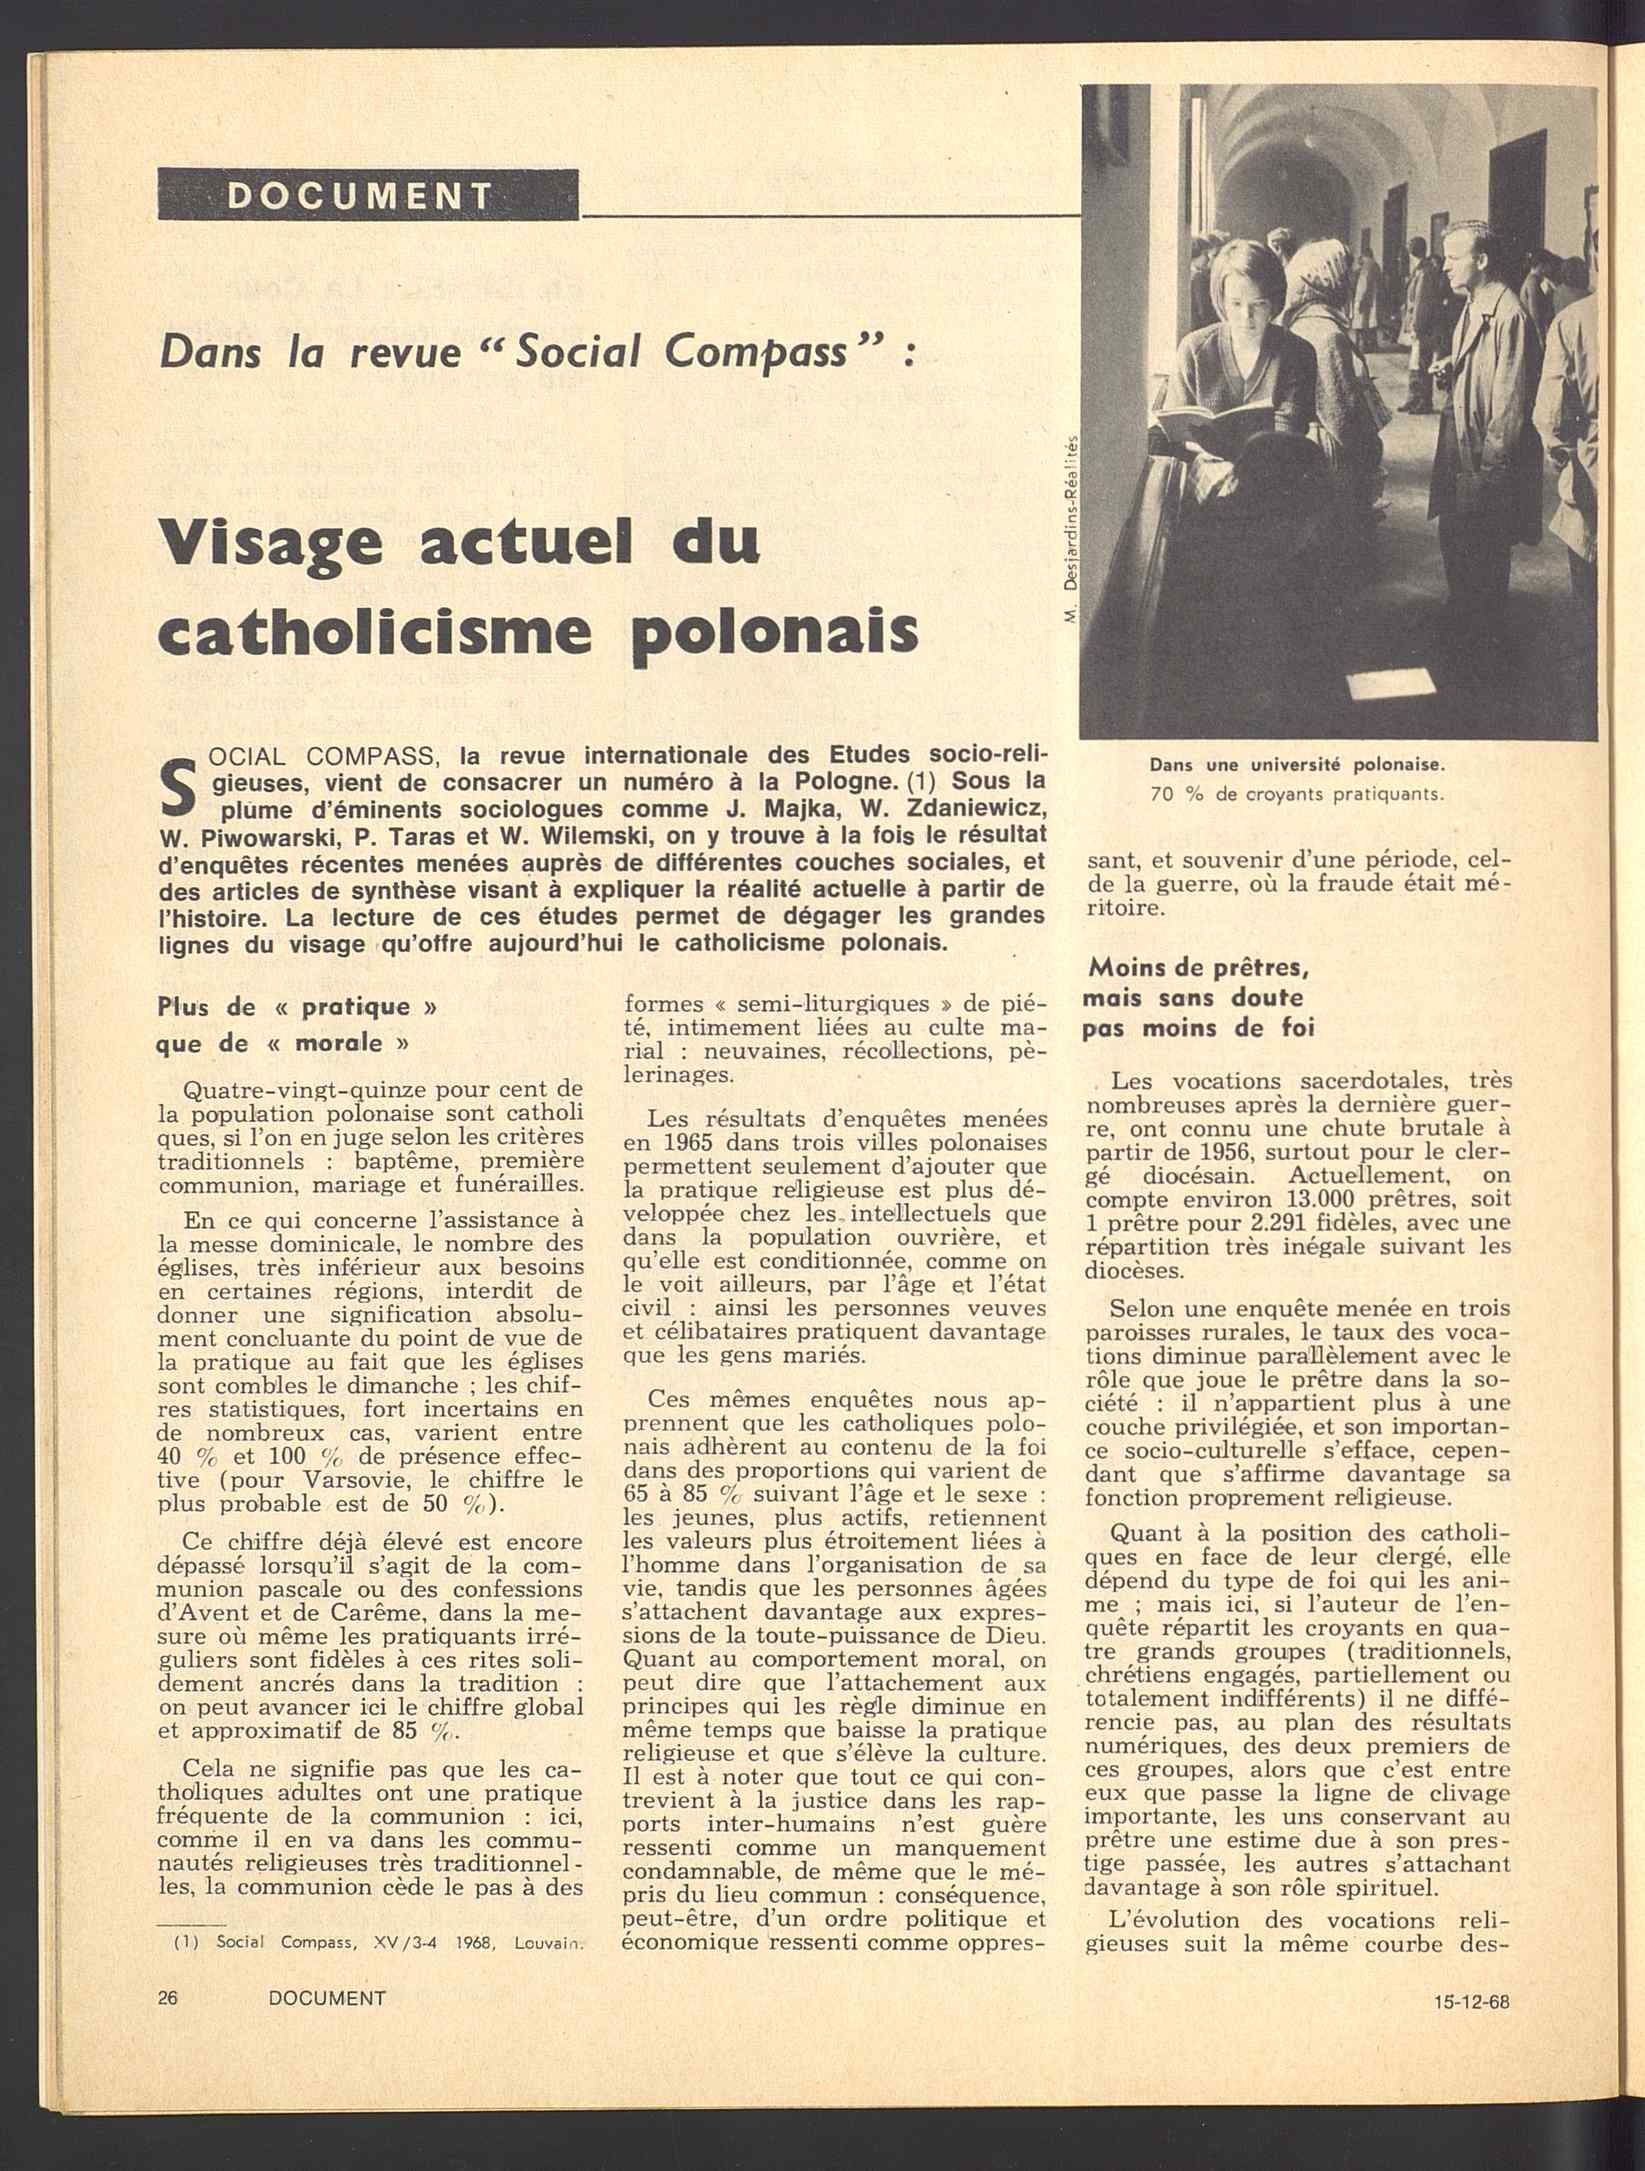 DOCUMENT
Dans la revue “ Social Compass ” :
Visage actuel du
catholicisme polonais
M. Desjardins-Réalités
Dans une université polonaise.
70 % de croyants pratiquants.
SOCIAL COMPASS, la revue internationale des Etudes socio-reli-
gieuses, vient de consacrer un numéro à la Pologne. (1) Sous la
plume d'éminents sociologues comme J. Majka, W. Zdaniewicz,
W. Piwowarski, P. Taras et W. Wilemski, on y trouve à la fois le résultat
d'enquêtes récentes menées auprès de différentes couches sociales, et
des articles de synthèse visant à expliquer la réalité actuelle à partir de
l'histoire. La lecture de ces études permet de dégager les grandes
lignes du visage qu'offre aujourd'hui le catholicisme polonais.
Plus de « pratique »
que de « morale »
Quatre-vingt-quinze pour cent de
la population polonaise sont catholi
ques, si l'on en juge selon les critères
traditionnels : baptême, première
communion, mariage et funérailles.
En ce qui concerne l'assistance à
la messe dominicale, le nombre des
églises, très inférieur aux besoins
en certaines régions, interdit de
donner une signification absolu-
ment concluante du point de vue de
la pratique au fait que les églises
sont combles le dimanche ; les chif-
res statistiques, fort incertains en
de nombreux cas, varient entre
40 % et 100 % de présence effec-
tive (pour Varsovie, le chiffre le
plus probable est de 50 %).
Ce chiffre déjà élevé est encore
dépassé lorsqu'il s'agit de la com-
munion pascale ou des confessions
d'Avent et de Carême, dans la me-
sure où même les pratiquants irré-
guliers sont fidèles à ces rites soli-
dement ancrés dans la tradition :
on peut avancer ici le chiffre global
et approximatif de 85 %.
Cela ne signifie pas que les ca-
tholiques adultes ont une pratique
fréquente de la communion : ici,
comme il en va dans les commu-
nautés religieuses très traditionnel-
les, la communion cède le pas à des
(1) Social Compass, XV/3-4 1968, Louvain.
formes « semi-liturgiques » de pié-
té, intimement liées au culte ma-
rial : neuvaines, récollections, pè-
lerinages.
Les résultats d'enquêtes menées
en 1965 dans trois villes polonaises
permettent seulement d'ajouter que
la pratique religieuse est plus dé-
veloppée chez les intellectuels que
dans la population ouvrière, et
qu'elle est conditionnée, comme on
le voit ailleurs, par l'âge et l'état
civil : ainsi les personnes veuves
et célibataires pratiquent davantage
que les gens mariés.
Ces mêmes enquêtes nous ap-
prennent que les catholiques polo-
nais adhèrent au contenu de la foi
dans des proportions qui varient de
65 à 85 % suivant l'âge et le sexe :
les jeunes, plus actifs, retiennent
les valeurs plus étroitement liées à
l'homme dans l'organisation de sa
vie, tandis que les personnes âgées
s'attachent davantage aux expres-
sions de la toute-puissance de Dieu.
Quant au comportement moral, on
peut dire que l'attachement aux
principes qui les règle diminue en
même temps que baisse la pratique
religieuse et que s'élève la culture.
Il est à noter que tout ce qui con-
trevient à la justice dans les rap-
ports inter-humains n'est guère
ressenti comme un manquement
condamnable, de même que le mé-
pris du lieu commun : conséquence,
peut-être, d'un ordre politique et
économique ressenti comme oppres-
sant, et souvenir d'une période, cel-
de la guerre, où la fraude était mé-
ritoire.
Moins de prêtres,
mais sans doute
pas moins de foi
Les vocations sacerdotales, très
nombreuses après la dernière guer-
re, ont connu une chute brutale à
partir de 1956, surtout pour le cler-
gé diocésain. Actuellement, on
compte environ 13.000 prêtres, soit
1 prêtre pour 2.291 fidèles, avec une
répartition très inégale suivant les
diocèses.
Selon une enquête menée en trois
paroisses rurales, le taux des voca-
tions diminue parallèlement avec le
rôle que joue le prêtre dans la so-
ciété : il n'appartient plus à une
couche privilégiée, et son importan-
ce socio-culturelle s'efface, cepen-
dant que s'affirme davantage sa
fonction proprement religieuse.
Quant à la position des catholi-
ques en face de leur clergé, elle
dépend du type de foi qui les ani-
me ; mais ici, si l'auteur de l'en-
quête répartit les croyants en qua-
tre grands groupes (traditionnels,
chrétiens engagés, partiellement ou
totalement indifférents) il ne diffé-
rencie pas, au plan des résultats
numériques, des deux premiers de
ces groupes, alors que c'est entre
eux que passe la ligne de clivage
importante, les uns conservant au
prêtre une estime due à son pres-
tige passée, les autres s'attachant
davantage à son rôle spirituel.
L'évolution des vocations reli-
gieuses suit la même courbe des-
26 DOCUMENT
15-12-68